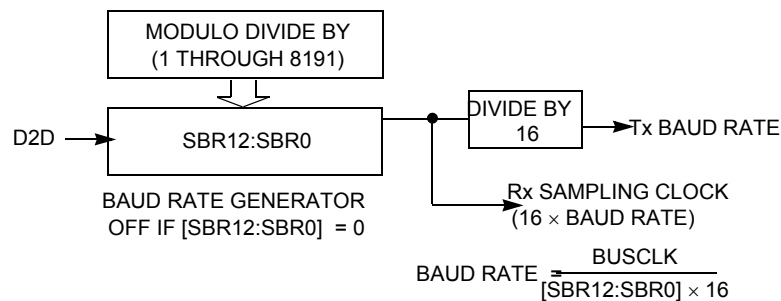 MODULO DIVIDE BY
(1 THROUGH 8191)
D2D
SBR12:SBR0
DIVIDE BY
16
Tx BAUD RATE
BAUD RATE GENERATOR
OFF IF [SBR12:SBR0] = 0
Rx SAMPLING CLOCK
(16 × BAUD RATE)
BAUD RATE =
BUSCLK
[SBR12:SBR0] × 16